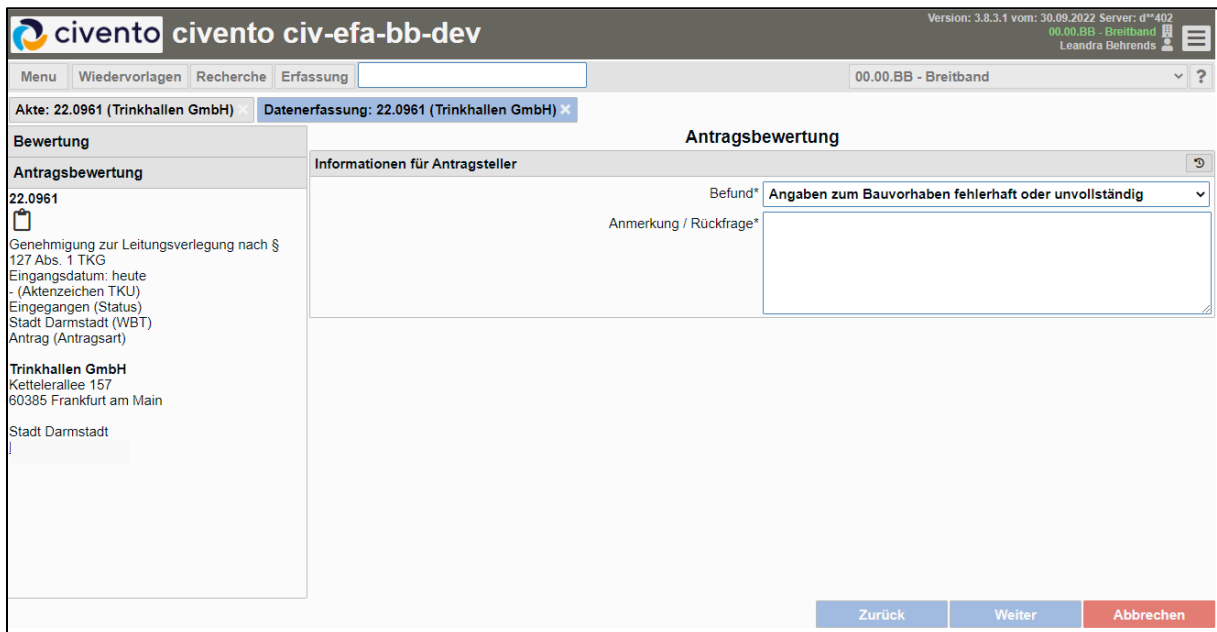 civento civento civ-efa-bb-dev
Version: 3.8.3.1 vom: 30.09.2022 Server: d**402
00.00.BB - Breitband
Leandra Behrends
Menu Wiedervorlagen Recherche Erfassung
00.00.BB - Breitband ?
Akte: 22.0961 (Trinkhallen GmbH) × Datenerfassung: 22.0961 (Trinkhallen GmbH) ×
Bewertung
Antragsbewertung
22.0961
Genehmigung zur Leitungsverlegung nach §
127 Abs. 1 TKG
Eingangsdatum: heute
- (Aktenzeichen TKU)
Eingegangen (Status)
Stadt Darmstadt (WBT)
Antrag (Antragsart)
Trinkhallen GmbH
Kettelerallee 157
60385 Frankfurt am Main
Stadt Darmstadt
Antragsbewertung
Informationen für Antragsteller
Befund* Angaben zum Bauvorhaben fehlerhaft oder unvollständig
Anmerkung / Rückfrage*
Zurück Weiter Abbrechen